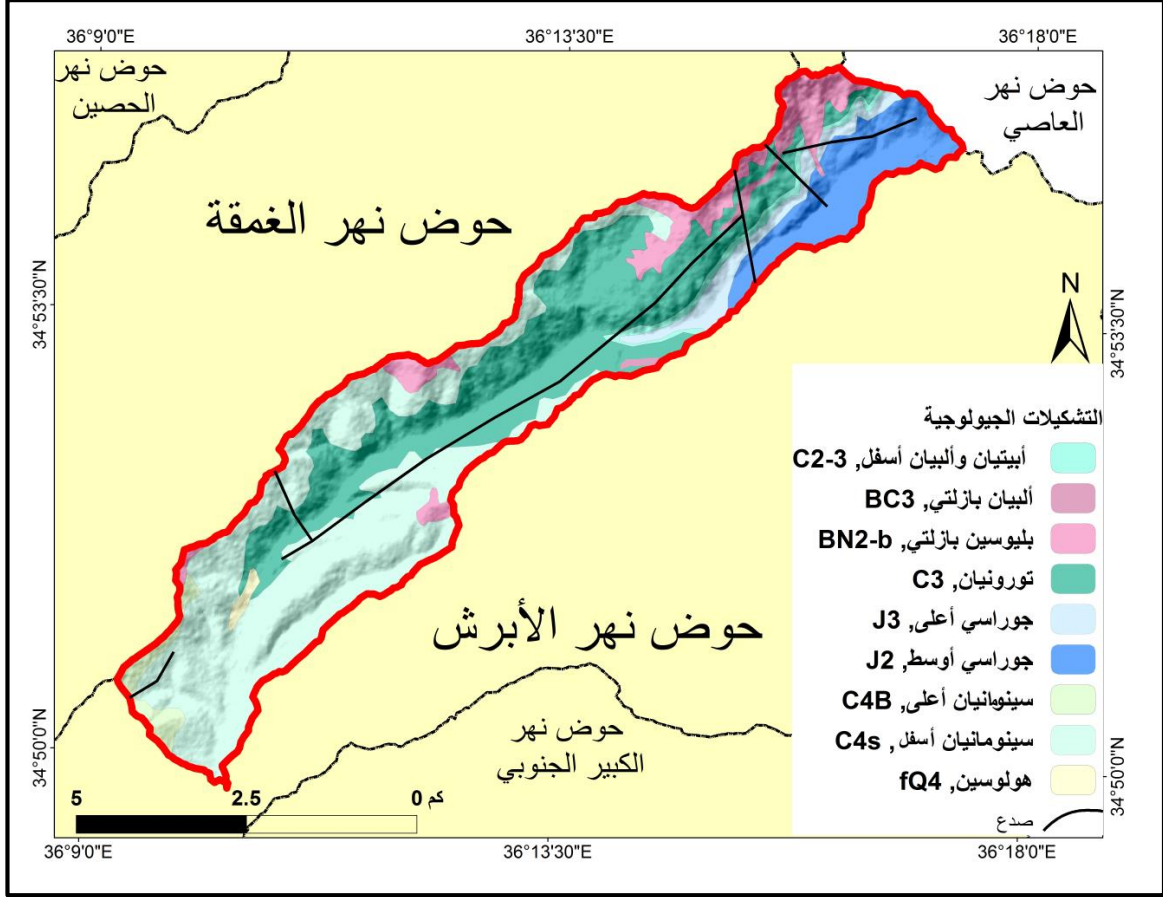 36°9'0"E
36°13'30"E
36°18'0"E
حوض نهر
الحصين
حوض نهر
العاصي
حوض نهر الغمقة
34°53'30"N
34°53'30"N
N
حوض نهر الأبرش
حوض نهر
الكبير الجنوبي
التشكيلات الجيولوجية
أبيتيان وألبيان أسفل, C2-3
ألبيان بازلتي, BC3
بليوسين بازلتي, BN2-b
تورونيان, C3
جوراسي أعلى, J3
جوراسي أوسط, J2
سينومانيان أعلى, C4B
سينومانيان أسفل, C4s
هولوسين, fQ4
صدع
34°50'0"N
34°50'0"N
5 2.5 0 كم
36°9'0"E
36°13'30"E
36°18'0"E